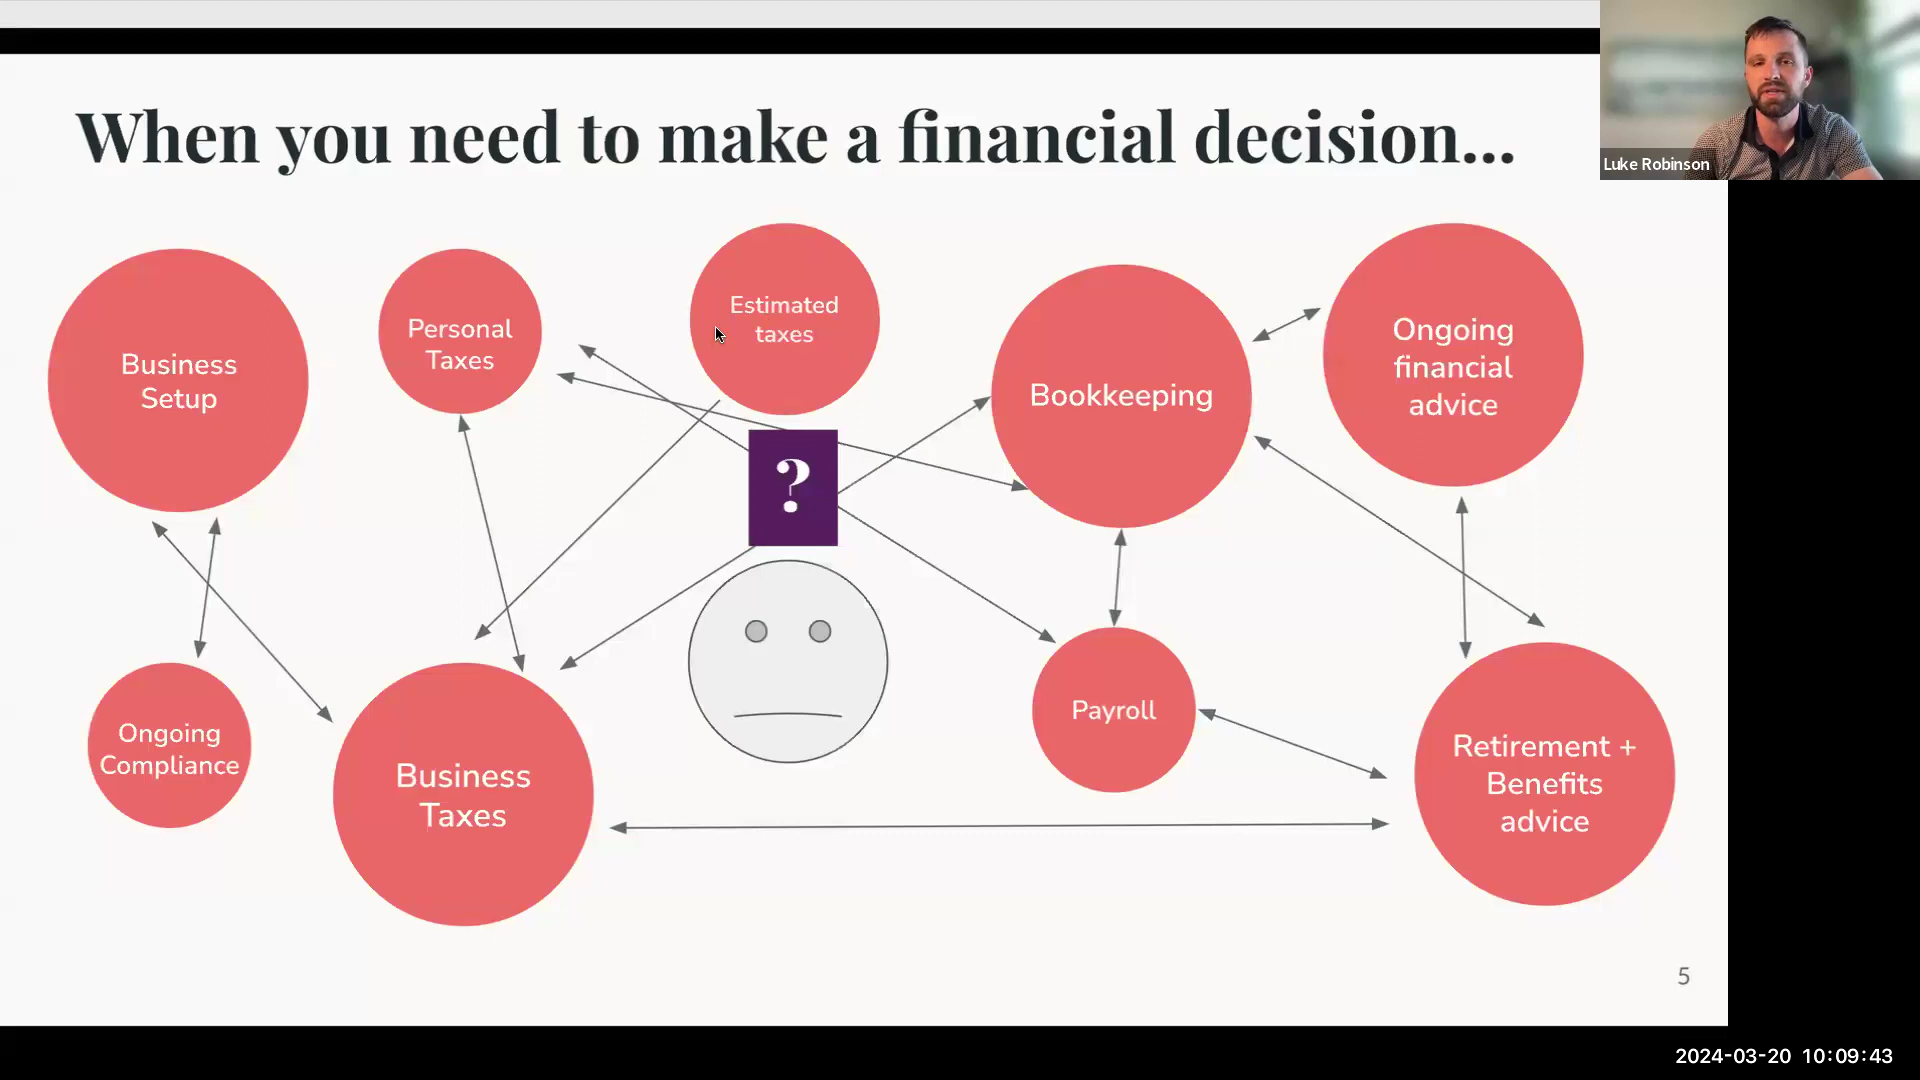 When you need to make a financial decision...
Luke Robinson
Business
Setup
Personal
Taxes
Estimated
taxes
Bookkeeping
Ongoing
financial
advice
?
Ongoing
Compliance
Business
Taxes
Payroll
Retirement +
Benefits
advice
5
2024-03-20 10:09:43